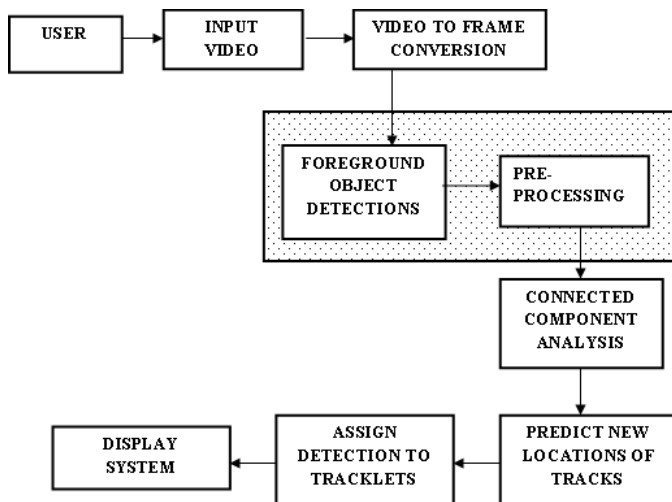 USER
INPUT
VIDEO
VIDEO TO FRAME
CONVERSION
FOREGROUND
OBJECT
DETECTIONS
PRE-
PROCESSING
CONNECTED
COMPONENT
ANALYSIS
PREDICT NEW
LOCATIONS OF
TRACKS
ASSIGN
DETECTION TO
TRACKLETS
DISPLAY
SYSTEM